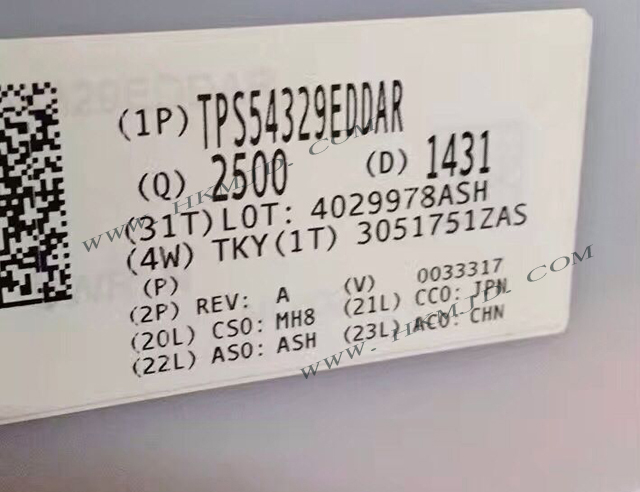 (1P) TPS54329EDDAR
(Q) 2500 (D) 1431
(31T)LOT: 4029978ASH
(4W) TKY(1T) 3051751ZAS
(P) (V) 0033317
(2P) REV: A
(20L) CSO: MH8 (21L) CCO: JPN
(22L) ASO: ASH (23L) ACO: CHN
WWW. HKMJD. COM
WWW. HKMJD. COM